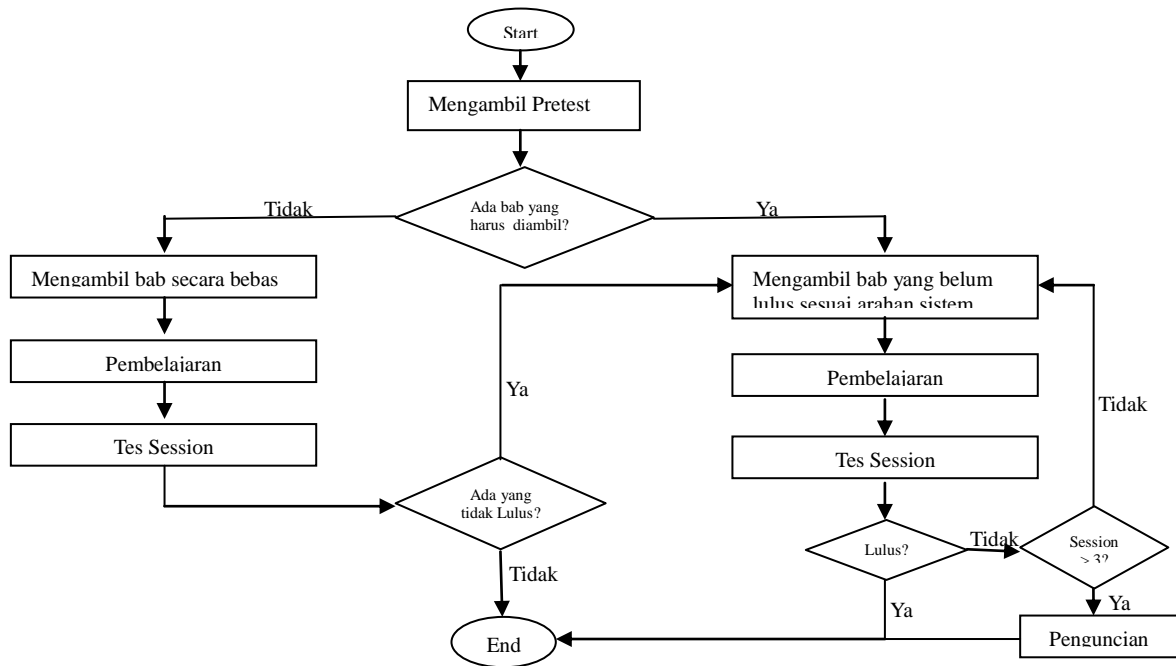 Start
Mengambil Pretest
Ada bab yang
harus diambil?
Tidak
Ya
Mengambil bab secara bebas
Pembelajaran
Tes Session
Ada yang
tidak Lulus?
Ya
Tidak
End
Mengambil bab yang belum
lulus sesuai arahan sistem
Pembelajaran
Tes Session
Lulus?
Tidak
Ya
Session
> 3?
Tidak
Ya
Penguncian